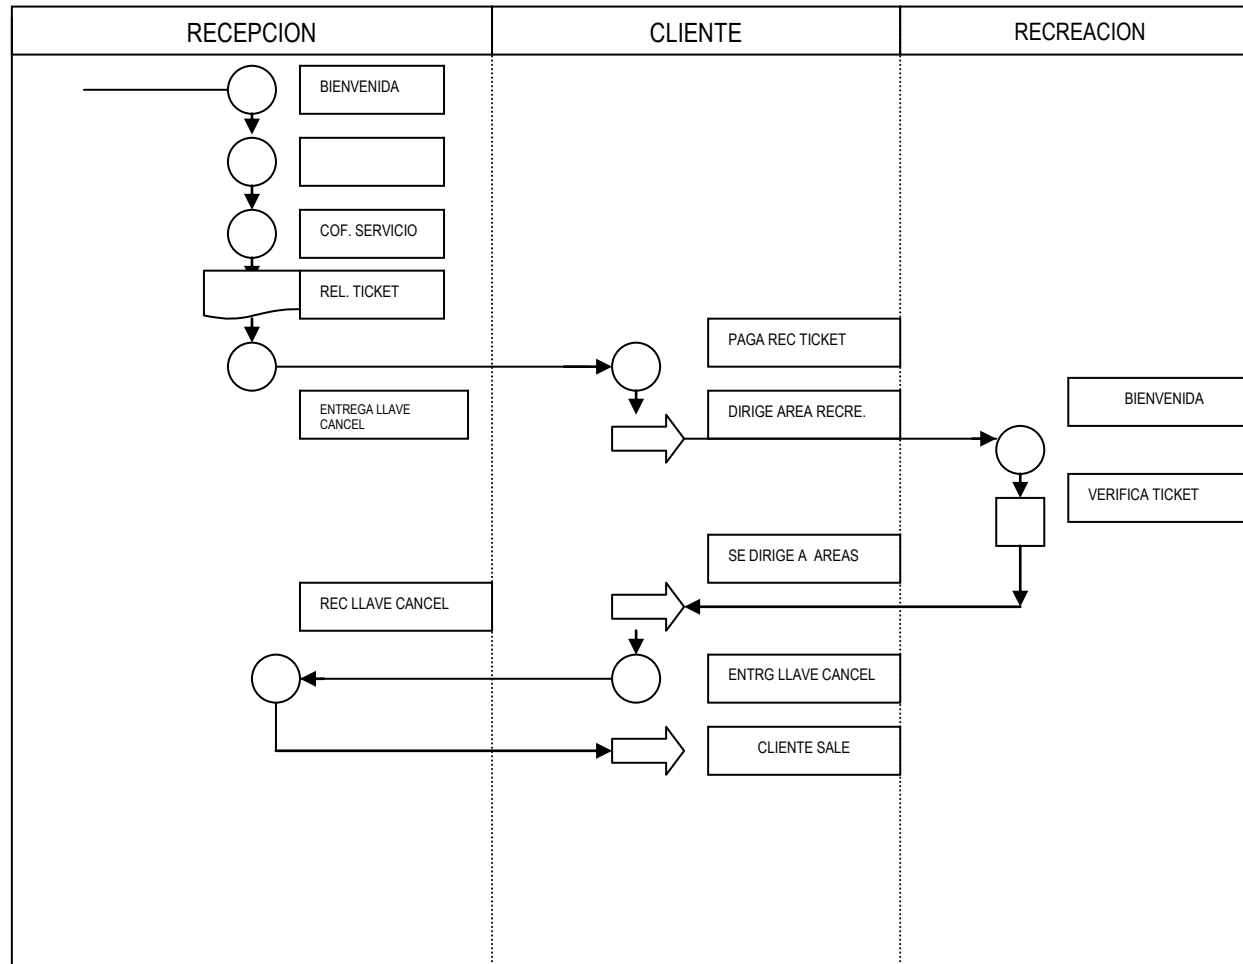 RECEPCION
CLIENTE
RECREACION
BIENVENIDA
COF. SERVICIO
REL. TICKET
PAGA REC TICKET
ENTREGA LLAVE
CANCEL
DIRIGE AREA RECRE.
BIENVENIDA
VERIFICA TICKET
SE DIRIGE A AREAS
REC LLAVE CANCEL
ENTRG LLAVE CANCEL
CLIENTE SALE